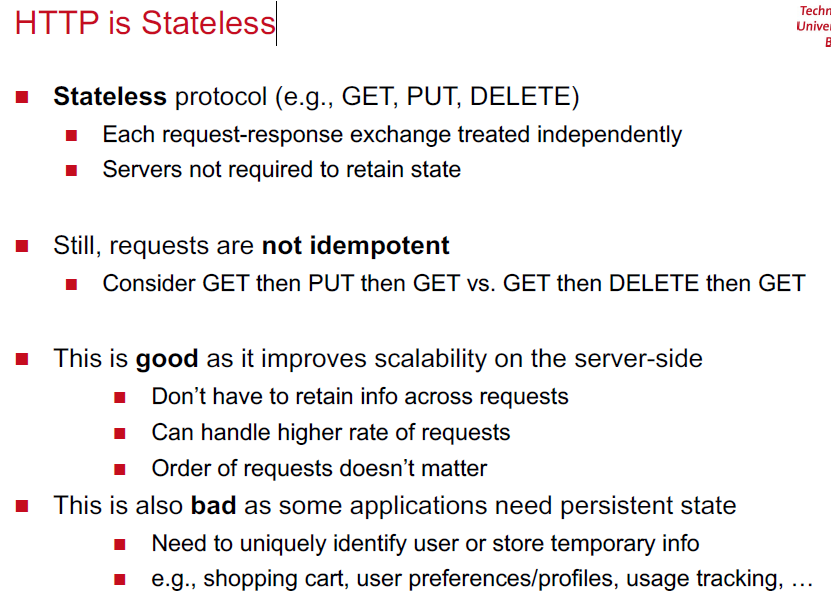 HTTP is Stateless
Techn
Univer
B
Stateless protocol (e.g., GET, PUT, DELETE)
Each request-response exchange treated independently
Servers not required to retain state
Still, requests are not idempotent
Consider GET then PUT then GET vs. GET then DELETE then GET
This is good as it improves scalability on the server-side
Don’t have to retain info across requests
Can handle higher rate of requests
Order of requests doesn’t matter
This is also bad as some applications need persistent state
Need to uniquely identify user or store temporary info
e.g., shopping cart, user preferences/profiles, usage tracking, …